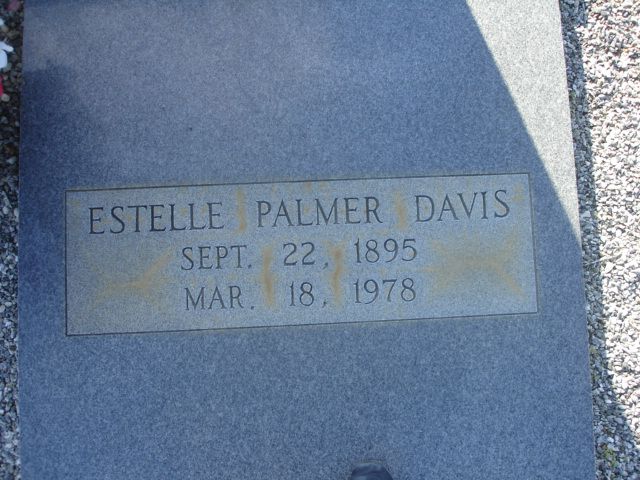 ESTELLE PALMER DAVIS
SEPT. 22, 1895
MAR. 18, 1978